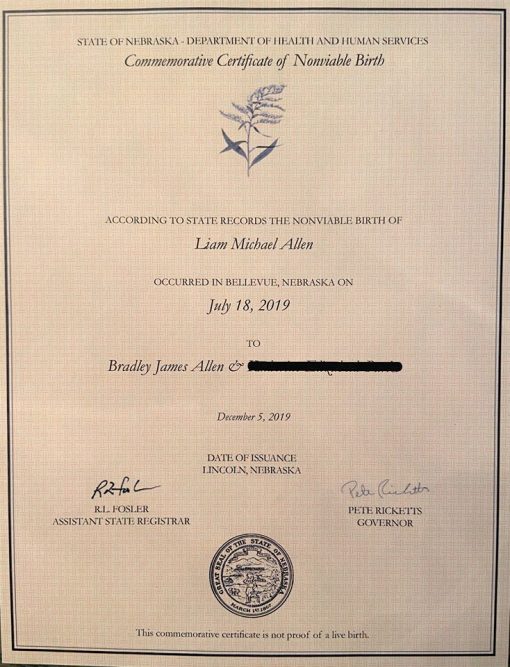 STATE OF NEBRASKA - DEPARTMENT OF HEALTH AND HUMAN SERVICES
Commemorative Certificate of Nonviable Birth
ACCORDING TO STATE RECORDS THE NONVIABLE BIRTH OF
Liam Michael Allen
OCCURRED IN BELLEVUE, NEBRASKA ON
July 18, 2019
TO
Bradley James Allen &
December 5, 2019
DATE OF ISSUANCE
LINCOLN, NEBRASKA
Pete Ricketts
R.L. FOSLER
ASSISTANT STATE REGISTRAR
PETE RICKETTS
GOVERNOR
GREAT SEAL OF THE STATE OF NEBRASKA
MARCH 1ST 1867
This commemorative certificate is not proof of a live birth.